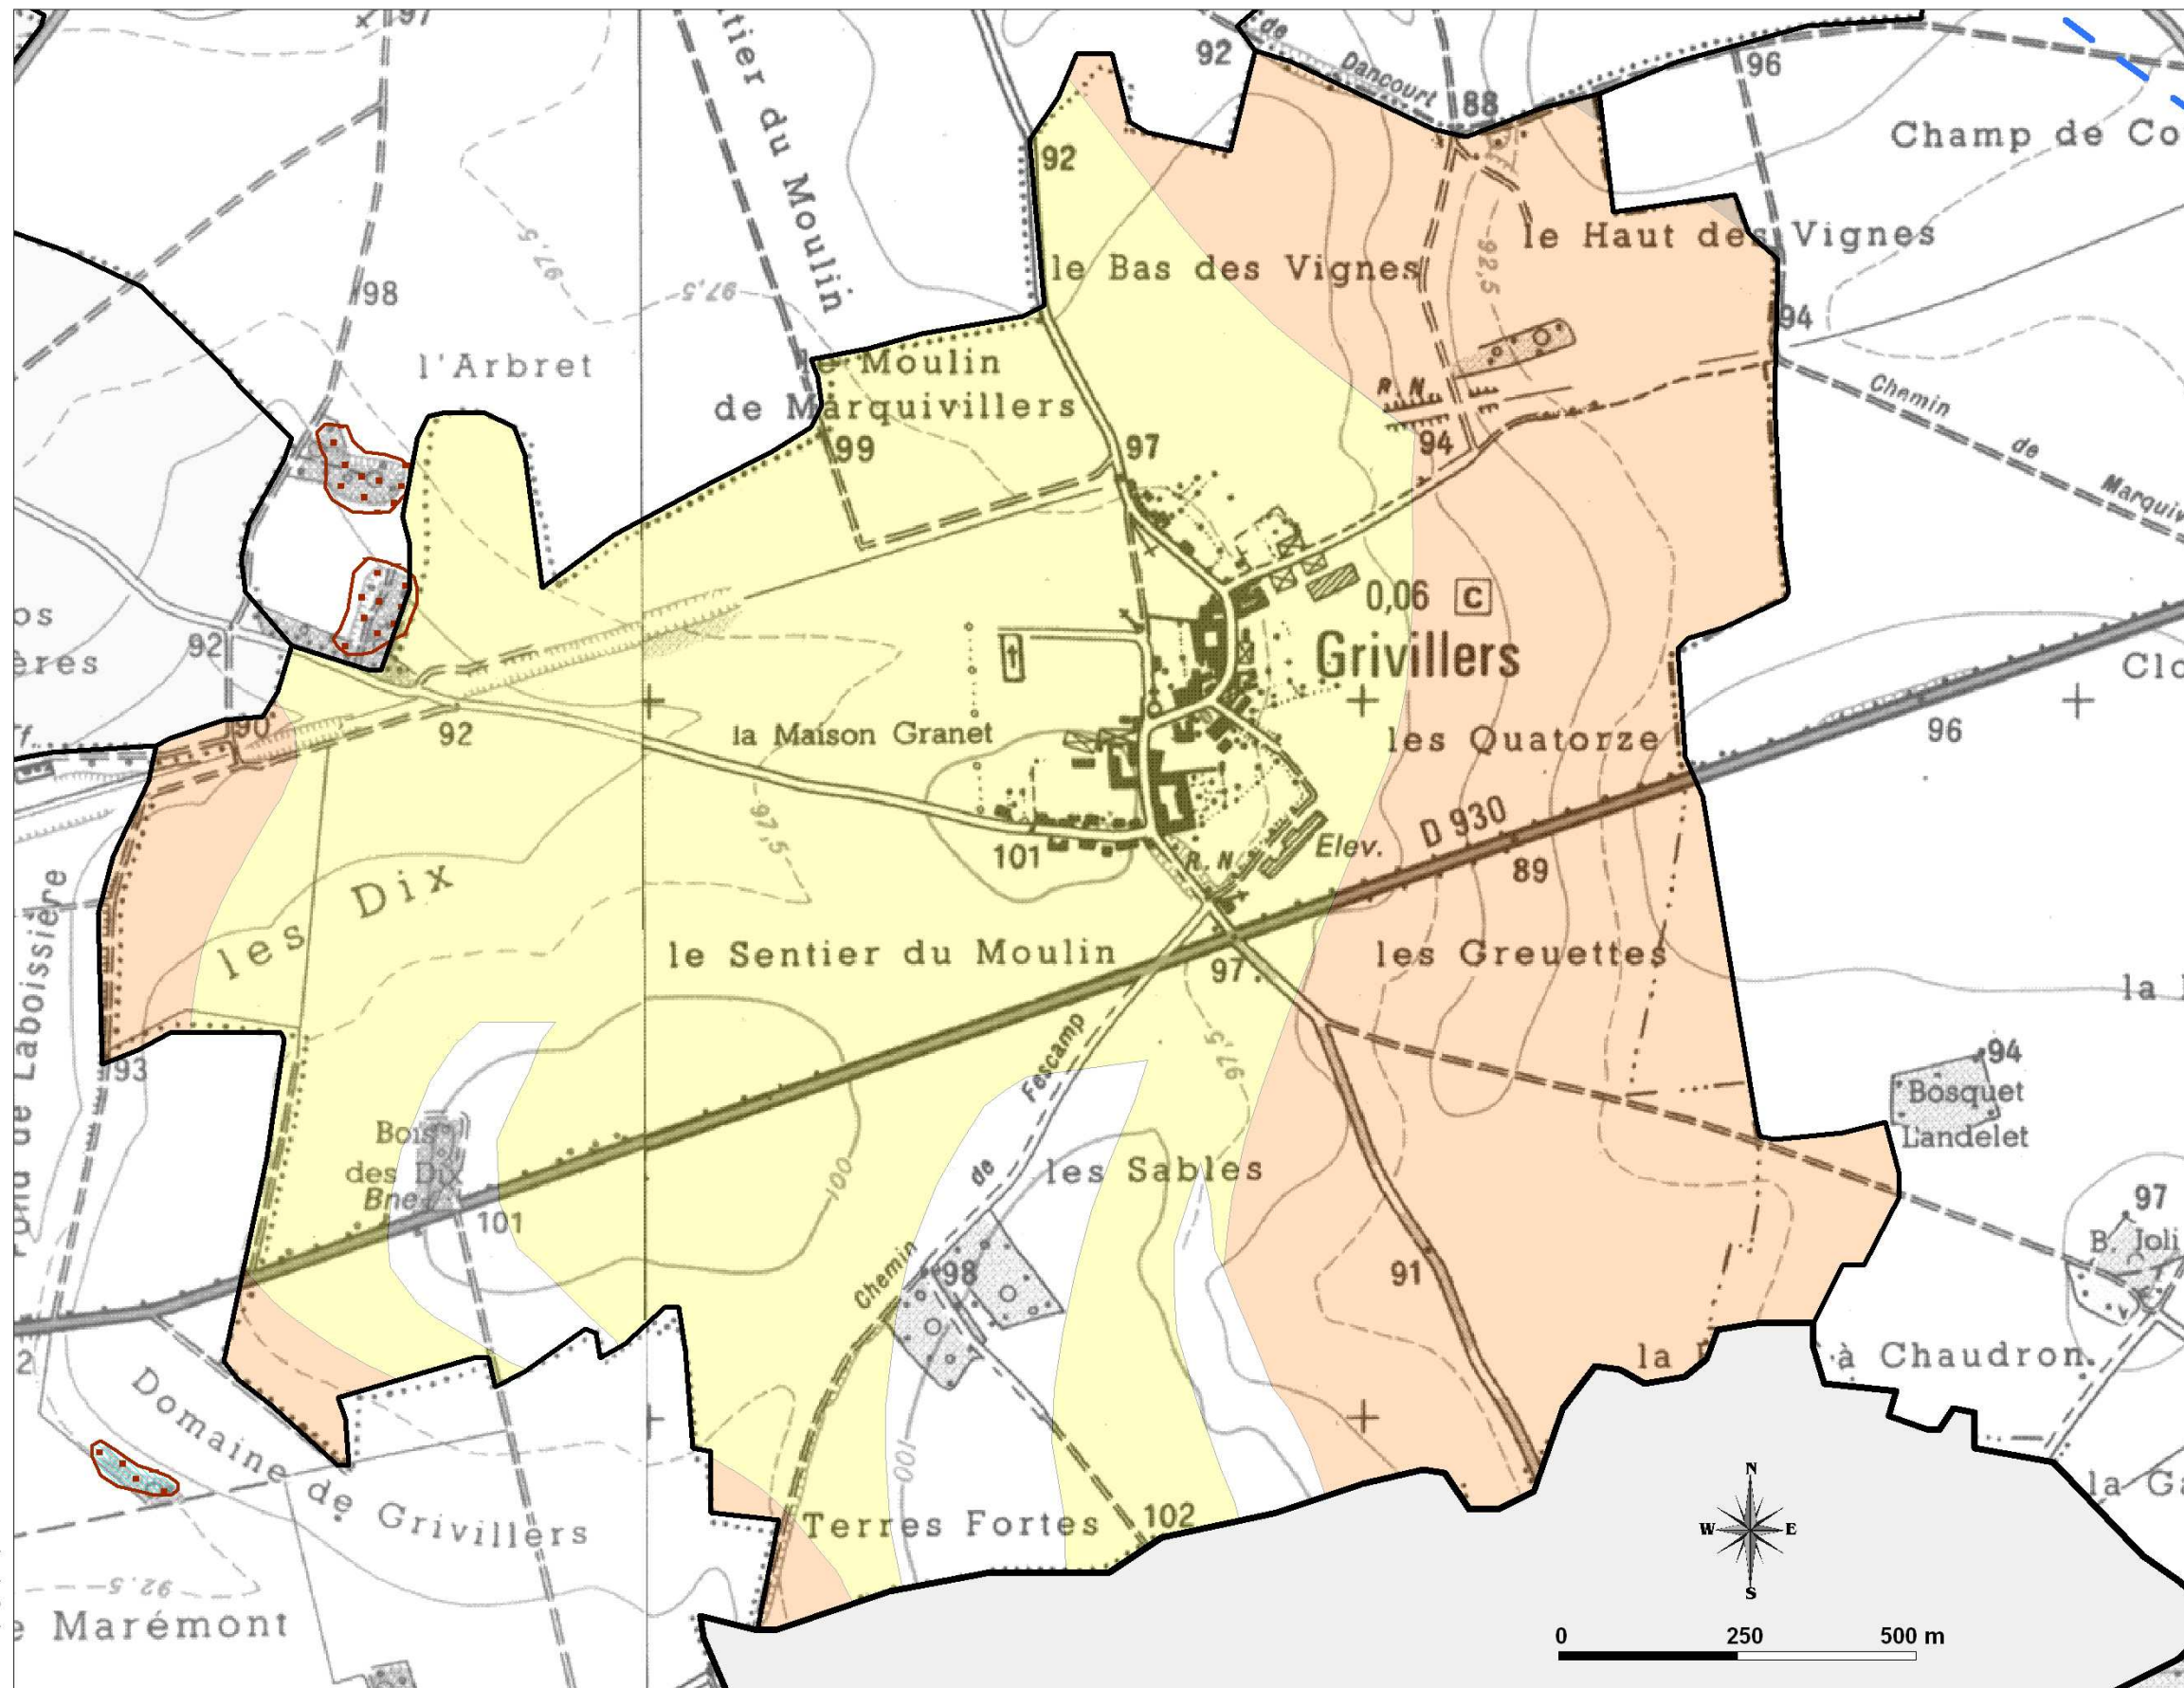 97
92
de
Dancourt
88
96
Champ de Co
tier du Moulin
92
le Haut des Vignes
le Bas des Vignes
92,5
97,5
97,5
98
94
l'Arbret
le Moulin
de Marquivillers
99
97
R. N.
94
Chemin
de
Marquiv
0,06 C
Grivillers
os
ères
92
Clo
90
92
la Maison Granet
les Quatorze
96
97,5
D 930
101
R. N
Elev.
89
les Dix
le Sentier du Moulin
97
les Greuettes
Fond de Laboissière
93
Fescamp
97,5
94
Bosquet
Landelet
Bois
des Dix
Bne
101
100
de
les Sables
97
B. Joli
Chemin
98
91
2
la
à Chaudron
Domaine de Grivillers
100
la Ga
Terres Fortes
102
92.5
e Marémont
N
W E
S
0 250 500 m